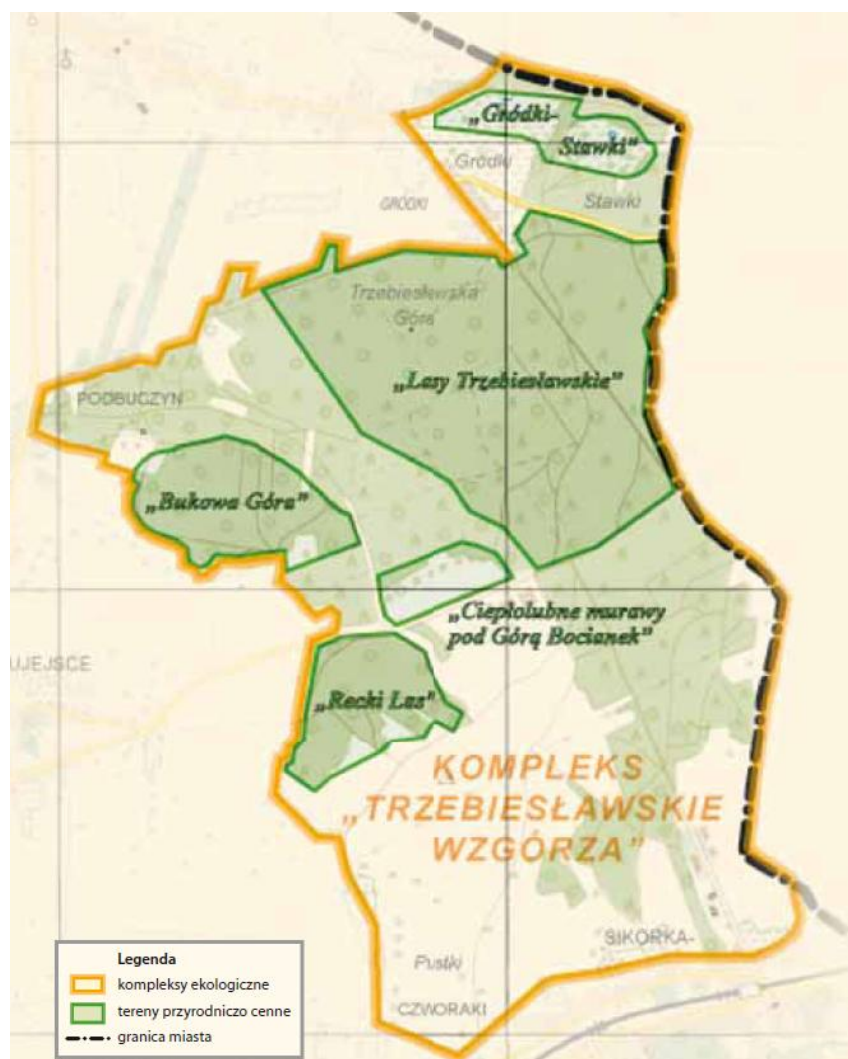 „Gródki-
Stawki”
Gródki
GRÓDKI
Stawki
Trzebiesławska
Góra
„Lasy Trzebiesławskie”
PODBUCZYN
„Bukowa Góra”
„Ciepłolubne murawy
pod Górą Bocianek”
UJEJSCE
„Recki Las”
KOMPLEKS
„TRZEBIESŁAWSKIE
WZGÓRZA”
SIKORKA
Pustki
CZWORAKI
Legenda
kompleksy ekologiczne
tereny przyrodniczo cenne
granica miasta